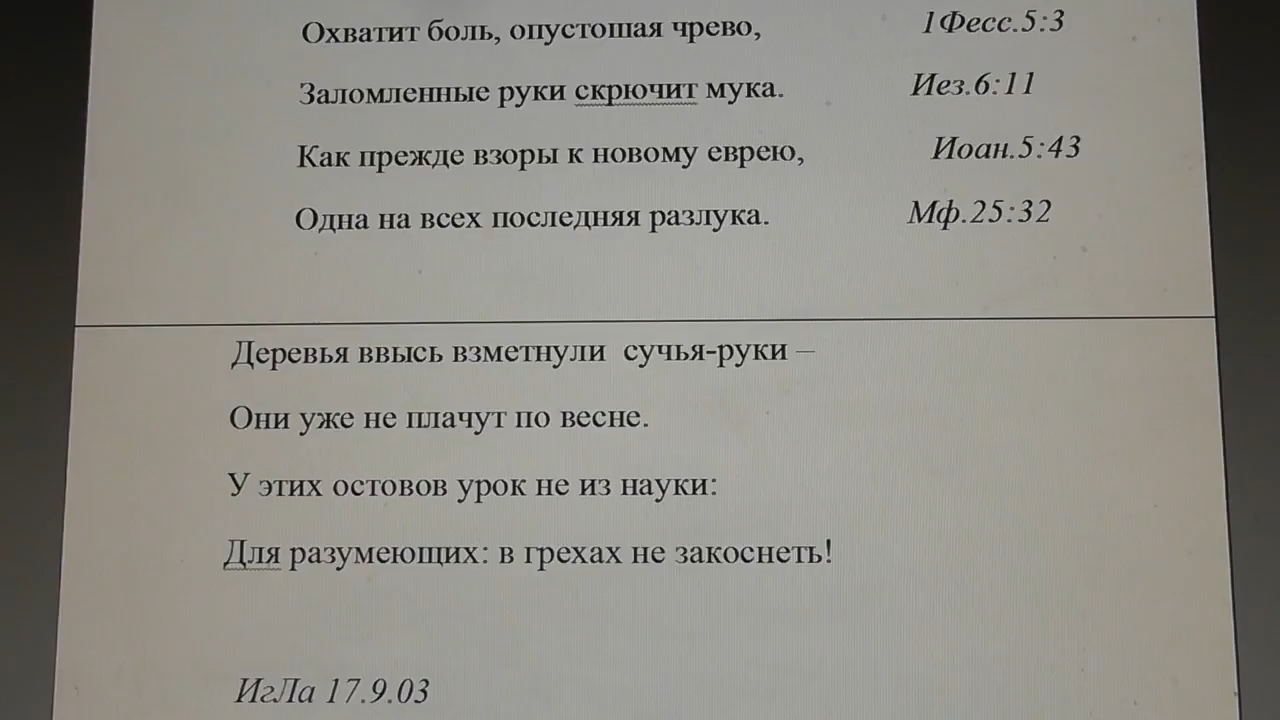 Охватит боль, опустошая чрево, 1Фесс.5:3
Заломленные руки скрючит мука. Иез.6:11
Как прежде взоры к новому еврею, Иоан.5:43
Одна на всех последняя разлука. Мф.25:32
Деревья ввысь взметнули сучья-руки –
Они уже не плачут по весне.
У этих остовов урок не из науки:
Для разумеющих: в грехах не закоснеть!
ИгЛа 17.9.03